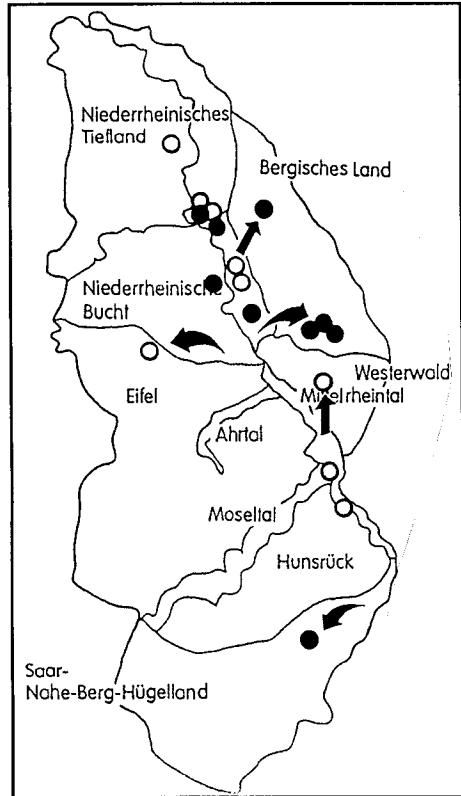 Niederrheinisches
Tiefland
Bergisches Land
Niederrheinische
Bucht
Westerwald
Mittelrheintal
Eifel
Ahrtal
Moseltal
Hunsrück
Saar-
Nahe-Berg-Hügelland